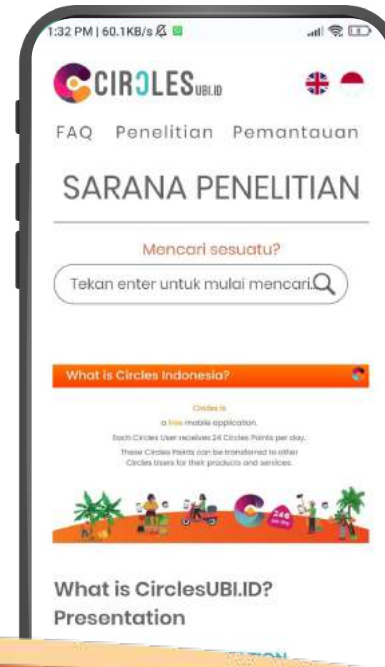 1:32 PM | 60.1KB/s
CIRCLES UBI.ID
FAQ Penelitian Pemantauan
SARANA PENELITIAN
Mencari sesuatu?
Tekan enter untuk mulai mencari..
What is Circles Indonesia?
Circles is
a free mobile application.
Each Circles User receives 24 Circles Points per day.
These Circles Points can be transferred to other
Circles Users for their products and services.
24¢
What is CirclesUBI.ID?
Presentation